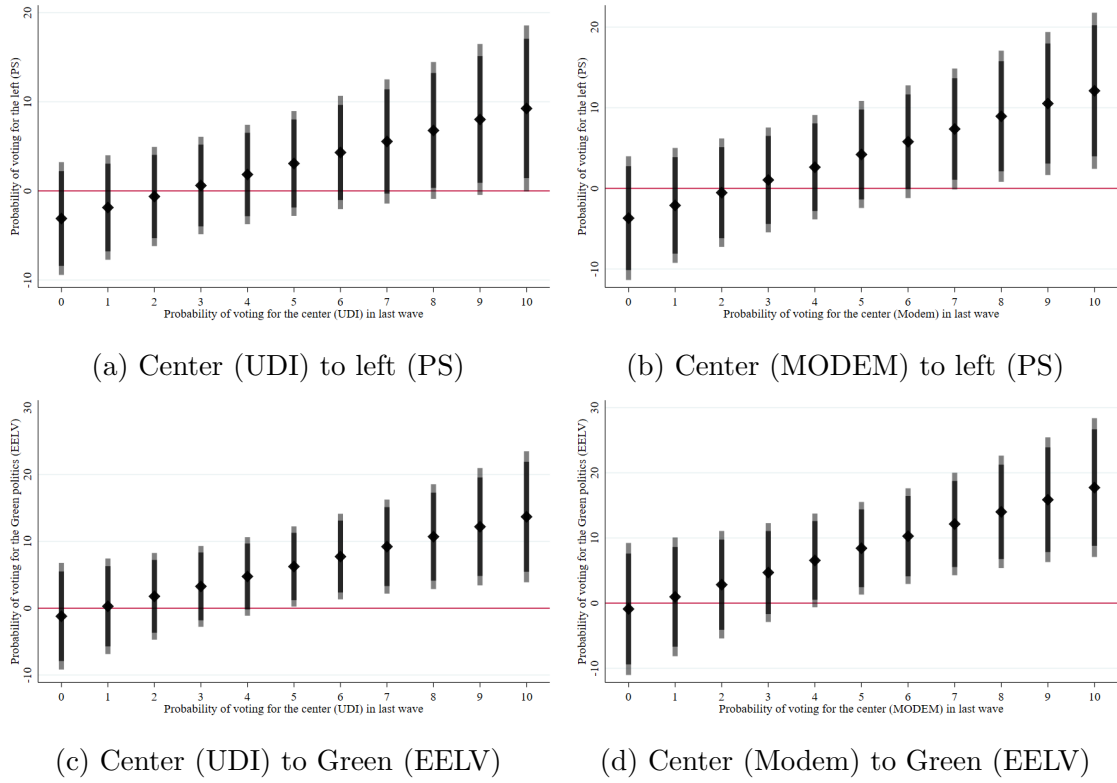 Probability of voting for the left (PS)
20
10
0
-10
0 1 2 3 4 5 6 7 8 9 10
Probability of voting for the center (UDI) in last wave
(a) Center (UDI) to left (PS)
Probability of voting for the left (PS)
20
10
0
-10
0 1 2 3 4 5 6 7 8 9 10
Probability of voting for the center (Modem) in last wave
(b) Center (MODEM) to left (PS)
Probability of voting for the Green politics (EELV)
30
20
10
0
-10
0 1 2 3 4 5 6 7 8 9 10
Probability of voting for the center (UDI) in last wave
(c) Center (UDI) to Green (EELV)
Probability of voting for the Green politics (EELV)
30
20
10
0
-10
0 1 2 3 4 5 6 7 8 9 10
Probability of voting for the center (MODEM) in last wave
(d) Center (Modem) to Green (EELV)